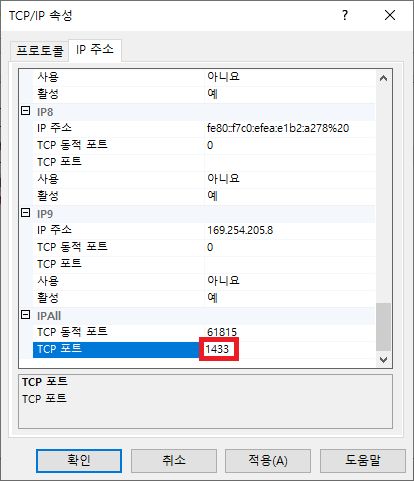 TCP/IP 속성
프로토콜 IP 주소
사용 아니요
활성 예
IP8
IP 주소 fe80::f7c0:efea:e1b2:a278%20
TCP 동적 포트 0
TCP 포트
사용 아니요
활성 예
IP9
IP 주소 169.254.205.8
TCP 동적 포트 0
TCP 포트
사용 아니요
활성 예
IPAll
TCP 동적 포트 61815
TCP 포트 1433
TCP 포트
TCP 포트
확인 취소 적용(A) 도움말